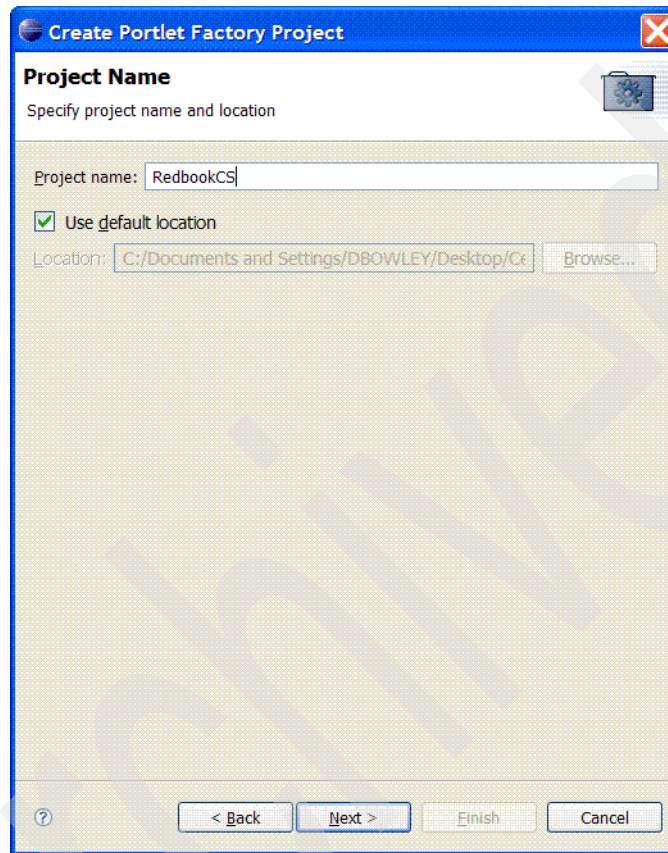 Create Portlet Factory Project
Project Name
Specify project name and location
Project name: RedbookCS
Use default location
Location: C:/Documents and Settings/DBOWLEY/Desktop/Ce Browse...
? < Back Next > Finish Cancel